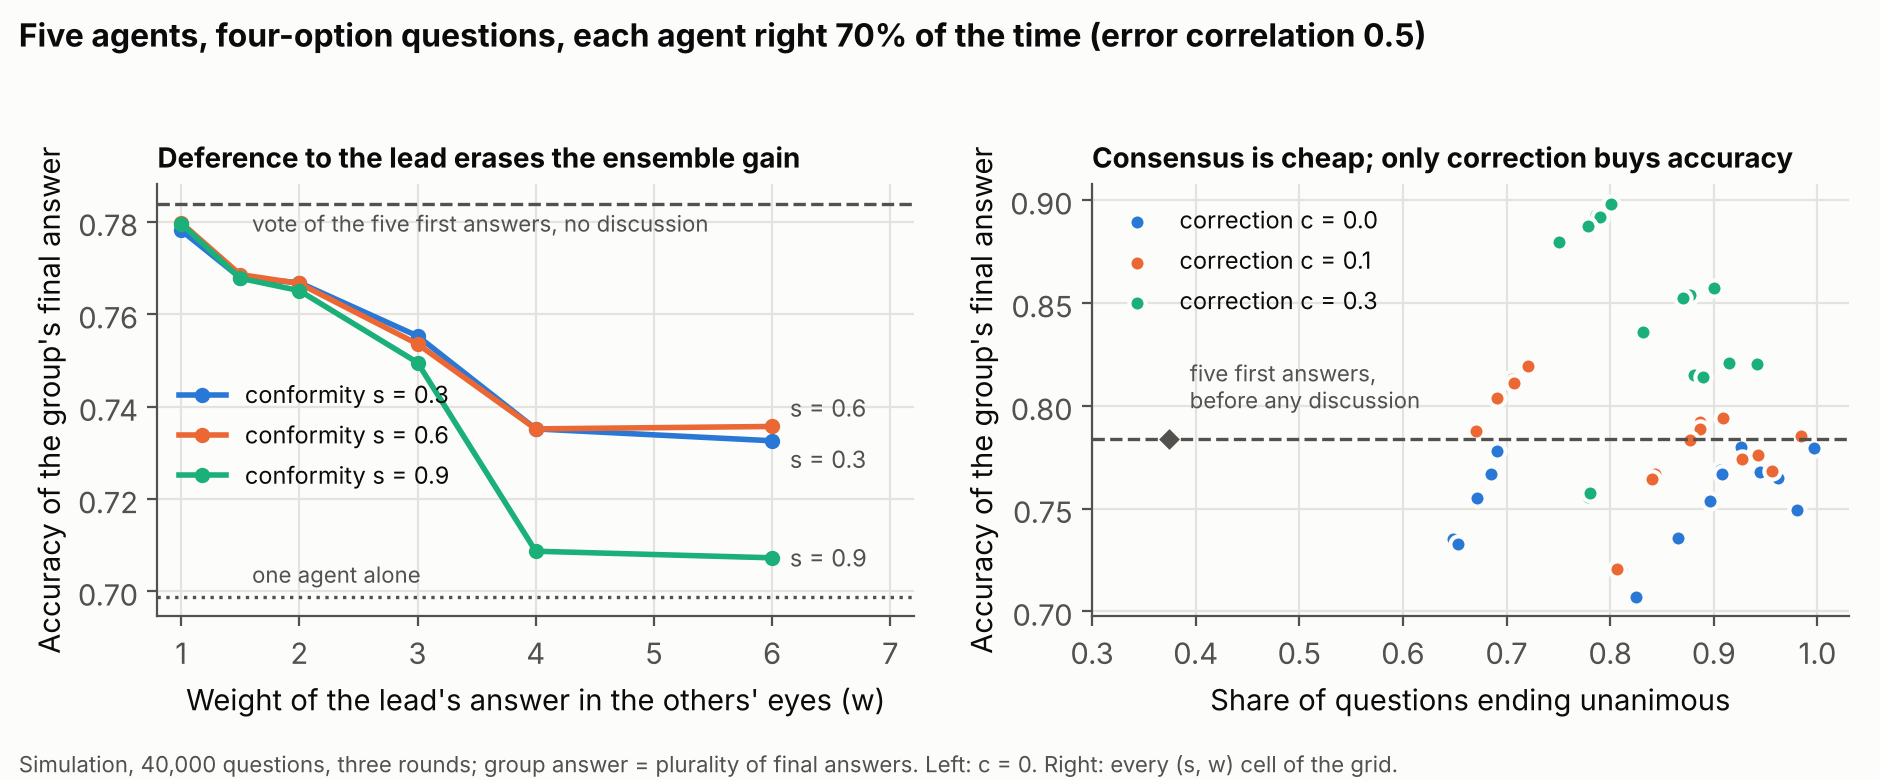 Five agents, four-option questions, each agent right 70% of the time (error correlation 0.5)
Deference to the lead erases the ensemble gain
Accuracy of the group's final answer
0.78
0.76
0.74
0.72
0.70
vote of the five first answers, no discussion
conformity s = 0.3
conformity s = 0.6
conformity s = 0.9
s = 0.6
s = 0.3
s = 0.9
one agent alone
1 2 3 4 5 6 7
Weight of the lead's answer in the others' eyes (w)
Consensus is cheap; only correction buys accuracy
Accuracy of the group's final answer
0.90
0.85
0.80
0.75
0.70
correction c = 0.0
correction c = 0.1
correction c = 0.3
five first answers,
before any discussion
0.3 0.4 0.5 0.6 0.7 0.8 0.9 1.0
Share of questions ending unanimous
Simulation, 40,000 questions, three rounds; group answer = plurality of final answers. Left: c = 0. Right: every (s, w) cell of the grid.